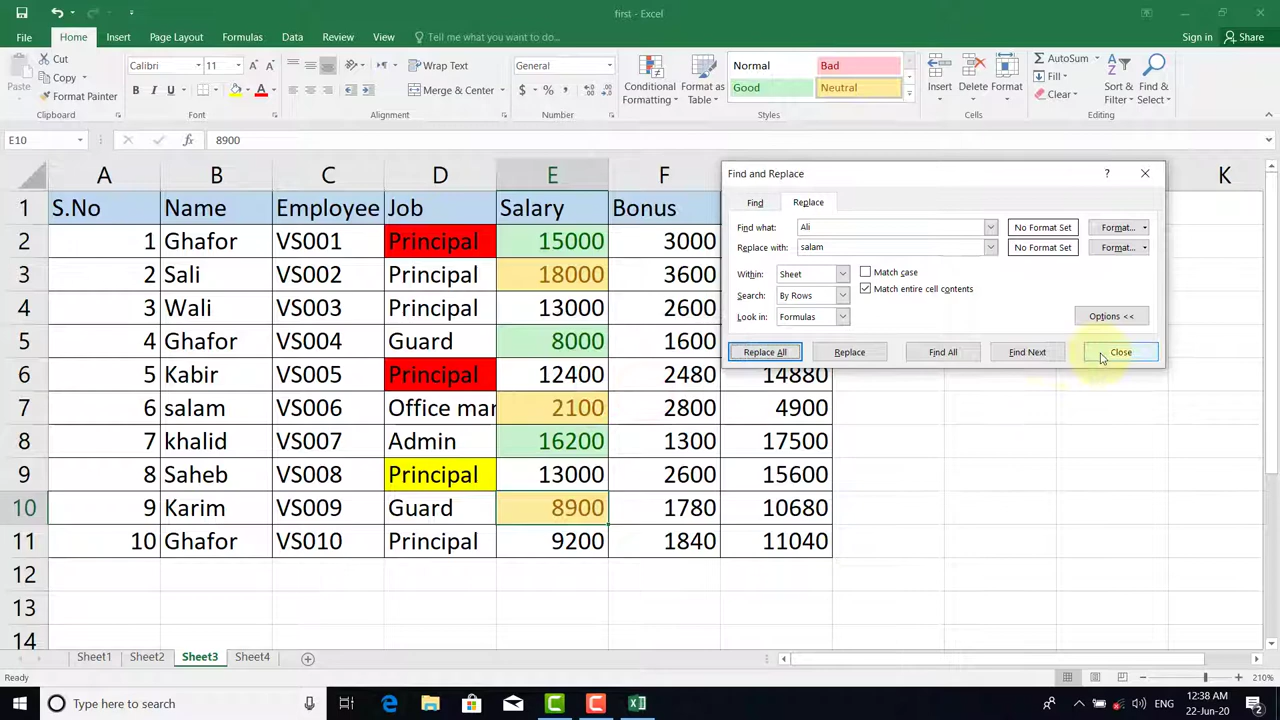 first - Excel
File Home Insert Page Layout Formulas Data Review View Tell me what you want to do... Sign in Share
Paste Cut Copy Format Painter
Calibri 11 A A Wrap Text General
B I U A Merge & Center $ % ,
Conditional Formatting Format as Table
Normal Bad
Good Neutral
Insert Delete Format
AutoSum Fill Clear
Sort & Filter Find & Select
Clipboard Font Alignment Number Styles Cells Editing
E10 fx 8900
A B C D E F K
1 S.No Name Employee Job Salary Bonus
2 1 Ghafor VS001 Principal 15000 3000
3 2 Sali VS002 Principal 18000 3600
4 3 Wali VS003 Principal 13000 2600
5 4 Ghafor VS004 Guard 8000 1600
6 5 Kabir VS005 Principal 12400 2480 14880
7 6 salam VS006 Office mar 2100 2800 4900
8 7 khalid VS007 Admin 16200 1300 17500
9 8 Saheb VS008 Principal 13000 2600 15600
10 9 Karim VS009 Guard 8900 1780 10680
11 10 Ghafor VS010 Principal 9200 1840 11040
12
13
14
Find and Replace ?
Find Replace
Find what: Ali No Format Set Format...
Replace with: salam No Format Set Format...
Within: Sheet Match case
Search: By Rows Match entire cell contents
Look in: Formulas Options <<
Replace All Replace Find All Find Next Close
Sheet1 Sheet2 Sheet3 Sheet4
Ready 210%
Type here to search
ENG
12:38 AM
22-Jun-20
2